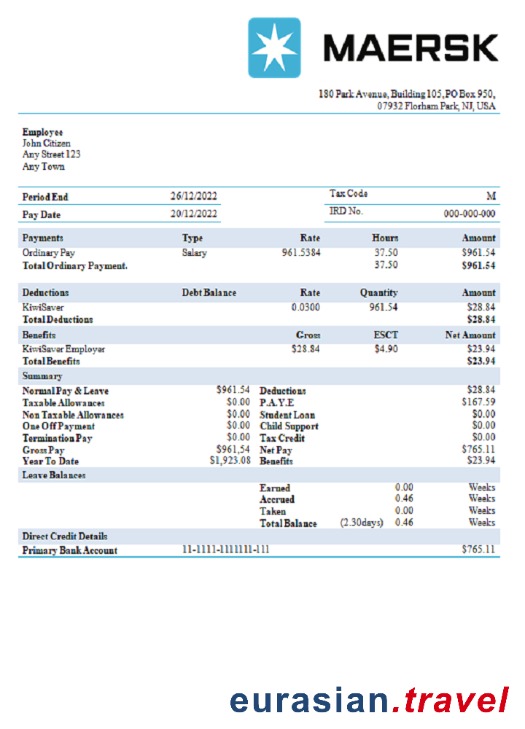 MAERSK
180 Park Avenue, Building 105, PO Box 950,
07932 Florham Park, NJ, USA
Employee
John Citizen
Any Street 123
Any Town
Period End 26/12/2022 Tax Code M
Pay Date 20/12/2022 IRD No. 000-000-000
Payments Type Rate Hours Amount
Ordinary Pay Salary 961.5384 37.50 $961.54
Total Ordinary Payment. 37.50 $961.54
Deductions Debt Balance Rate Quantity Amount
KiwiSaver 0.0300 961.54 $28.84
Total Deductions $28.84
Benefits Gross ESCT Net Amount
KiwiSaver Employer $28.84 $4.90 $23.94
Total Benefits $23.94
Summary
Normal Pay & Leave $961.54 Deductions $28.84
Taxable Allowances $0.00 P.A.Y.E $167.59
Non Taxable Allowances $0.00 Student Loan $0.00
One Off Payment $0.00 Child Support $0.00
Termination Pay $0.00 Tax Credit $0.00
Gross Pay $961,54 Net Pay $765.11
Year To Date $1,923.08 Benefits $23.94
Leave Balances
Earned 0.00 Weeks
Accrued 0.46 Weeks
Taken 0.00 Weeks
Total Balance (2.30days) 0.46 Weeks
Direct Credit Details
Primary Bank Account 11-1111-1111111-111 $765.11
eurasian.travel